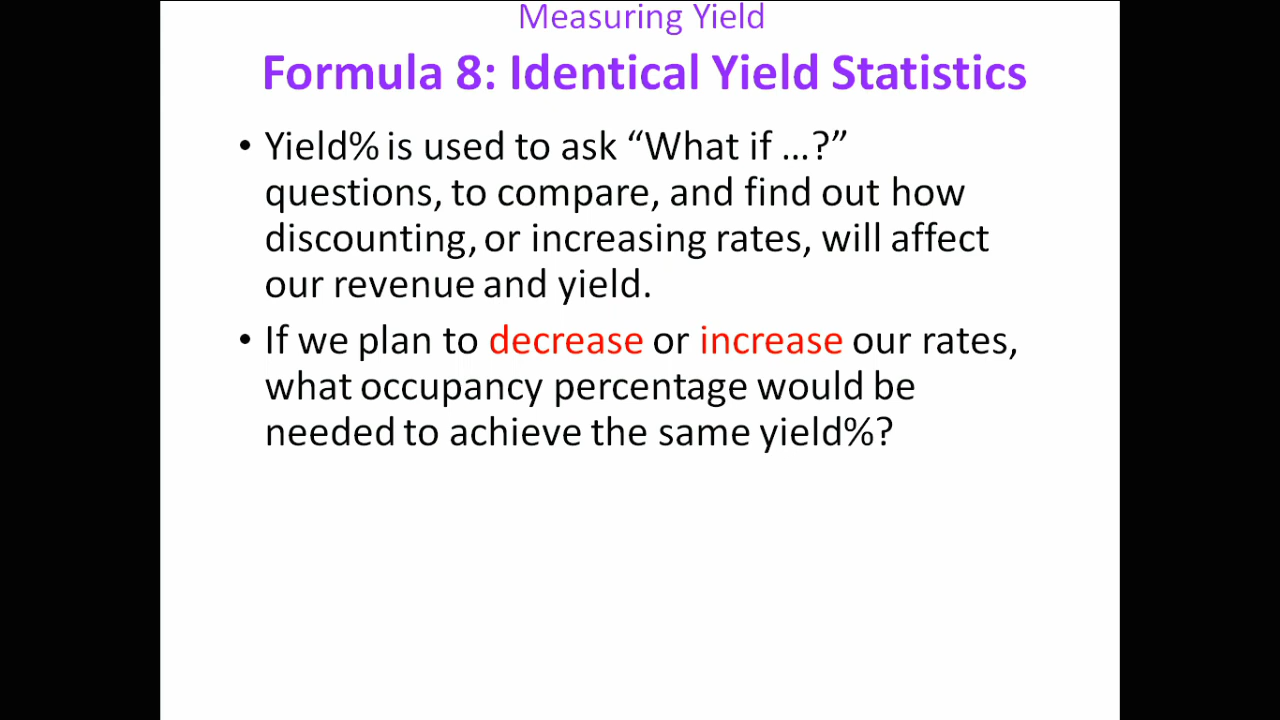 Measuring Yield
Formula 8: Identical Yield Statistics
• Yield% is used to ask “What if …?”
questions, to compare, and find out how
discounting, or increasing rates, will affect
our revenue and yield.
• If we plan to decrease or increase our rates,
what occupancy percentage would be
needed to achieve the same yield%?